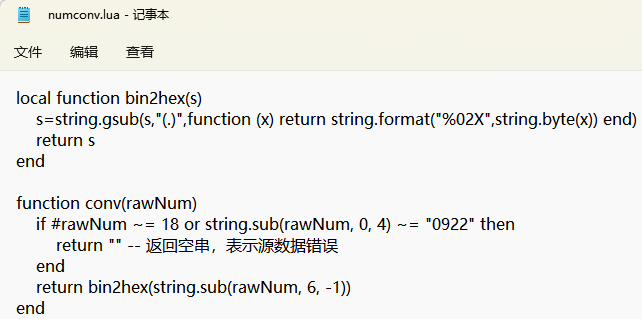 numconv.lua - 记事本
文件 编辑 查看
local function bin2hex(s)
    s=string.gsub(s,"(.)",function (x) return string.format("%02X",string.byte(x)) end)
    return s
end

function conv(rawNum)
    if #rawNum ~= 18 or string.sub(rawNum, 0, 4) ~= "0922" then
        return "" -- 返回空串，表示源数据错误
    end
    return bin2hex(string.sub(rawNum, 6, -1))
end